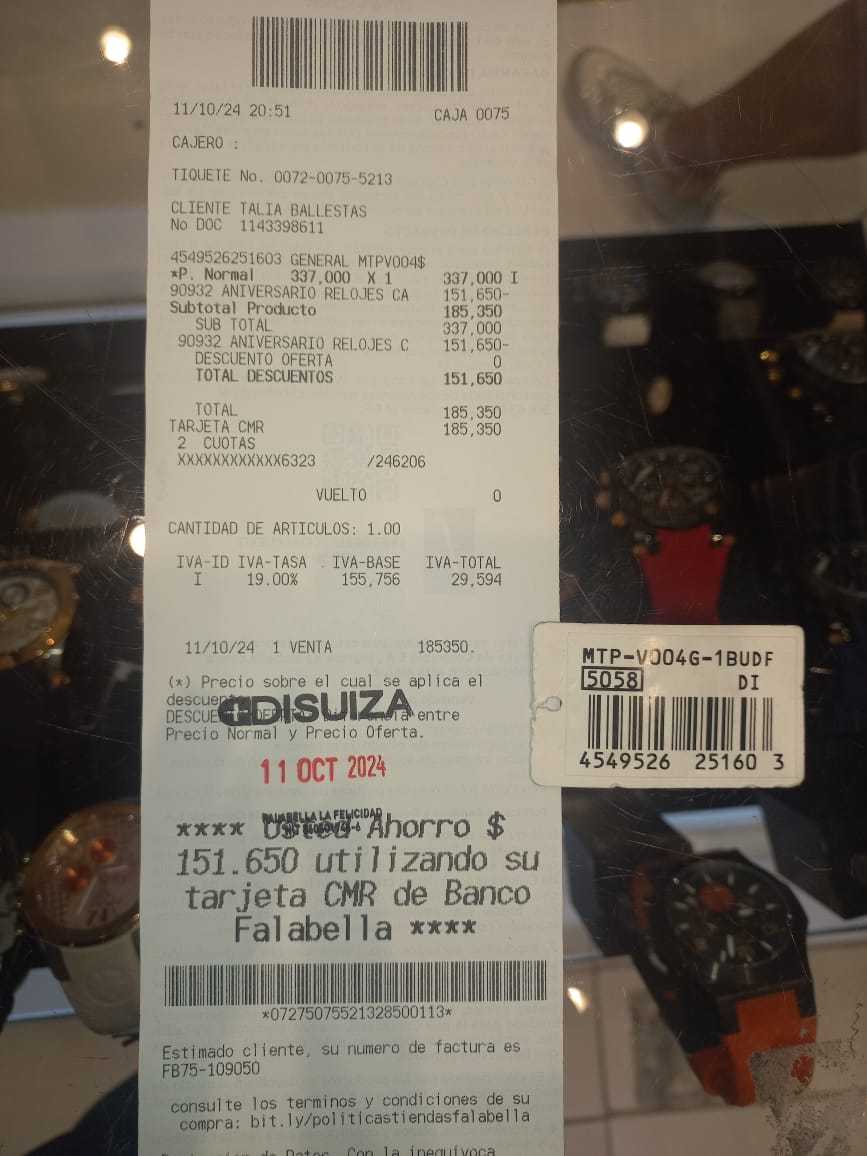 11/10/24 20:51 CAJA 0075
CAJERO :
TIQUETE No. 0072-0075-5213
CLIENTE TALIA BALLESTAS
No DOC 1143398611
4549526251603 GENERAL MTPV004$
*P. Normal 337,000 X 1 337,000 I
90932 ANIVERSARIO RELOJES CA 151,650-
Subtotal Producto 185,350
SUB TOTAL 337,000
90932 ANIVERSARIO RELOJES C 151,650-
DESCUENTO OFERTA 0
TOTAL DESCUENTOS 151,650
TOTAL 185,350
TARJETA CMR 185,350
2 CUOTAS
XXXXXXXXXXXX6323 /246206
VUELTO 0
CANTIDAD DE ARTICULOS: 1.00
IVA-ID IVA-TASA IVA-BASE IVA-TOTAL
I 19.00% 155,756 29,594
11/10/24 1 VENTA 185350.
(*) Precio sobre el cual se aplica el
descuento
DISUIZA
entre
Precio Normal y Precio Oferta.
11 OCT 2024
FALABELLA LA FELICIDAD
**** Usted Ahorro $
151.650 utilizando su
tarjeta CMR de Banco
Falabella ****
*07275075521328500113*
Estimado cliente, su numero de factura es
FB75-109050
consulte los terminos y condiciones de su
compra: bit.ly/politicastiendasfalabella
Con la inequivoca
MTP-V004G-1BUDF
5058 DI
4549526 25160 3